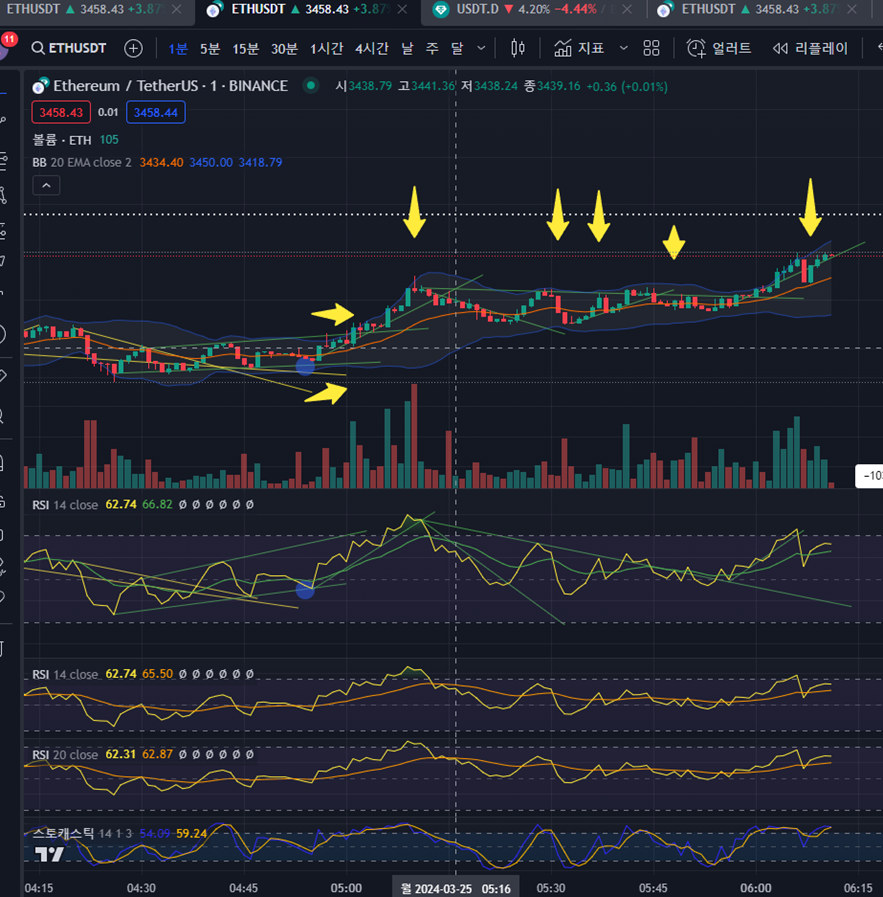 ETHUSDT ▲ 3458.43 +3.87
ETHUSDT ▲ 3458.43 +3.87
USDT.D ▼ 4.20% −4.44%
ETHUSDT ▲ 3458.43 +3.87
11
ETHUSDT
1분 5분 15분 30분 1시간 4시간 날 주 달 지표 얼러트 리플레이
Ethereum / TetherUS · 1 · BINANCE 시3438.79 고3441.36 저3438.24 종3439.16 +0.36 (+0.01%)
3458.43 0.01 3458.44
볼륨 · ETH 105
BB 20 EMA close 2 3434.40 3450.00 3418.79
−103
RSI 14 close 62.74 66.82 Ø Ø Ø Ø Ø Ø
RSI 14 close 62.74 65.50 Ø Ø Ø Ø Ø Ø
RSI 20 close 62.31 62.87 Ø Ø Ø Ø Ø Ø
스토캐스틱 14 1 3 54.09 59.24
04:15 04:30 04:45 05:00 월 2024-03-25 05:16 05:30 05:45 06:00 06:15